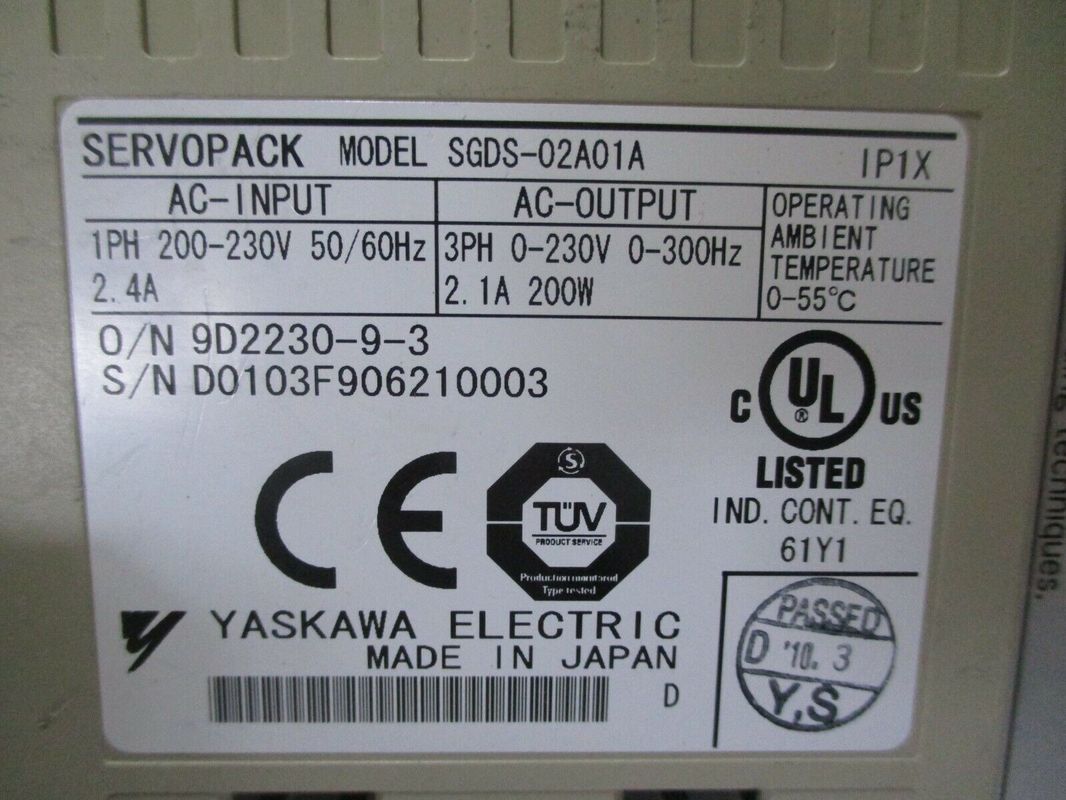 SERVOPACK MODEL SGDS-02A01A IP1X
AC-INPUT
1PH 200-230V 50/60Hz
2.4A
AC-OUTPUT
3PH 0-230V 0-300Hz
2.1A 200W
OPERATING
AMBIENT
TEMPERATURE
0-55℃
O/N 9D2230-9-3
S/N D0103F906210003
C UL ® US
LISTED
IND. CONT. EQ.
61Y1
CE
S
TÜV
PRODUCT SERVICE
Production monitored
Type tested
YASKAWA ELECTRIC
MADE IN JAPAN
D
PASSED
D '10. 3
Y,S
techniques.